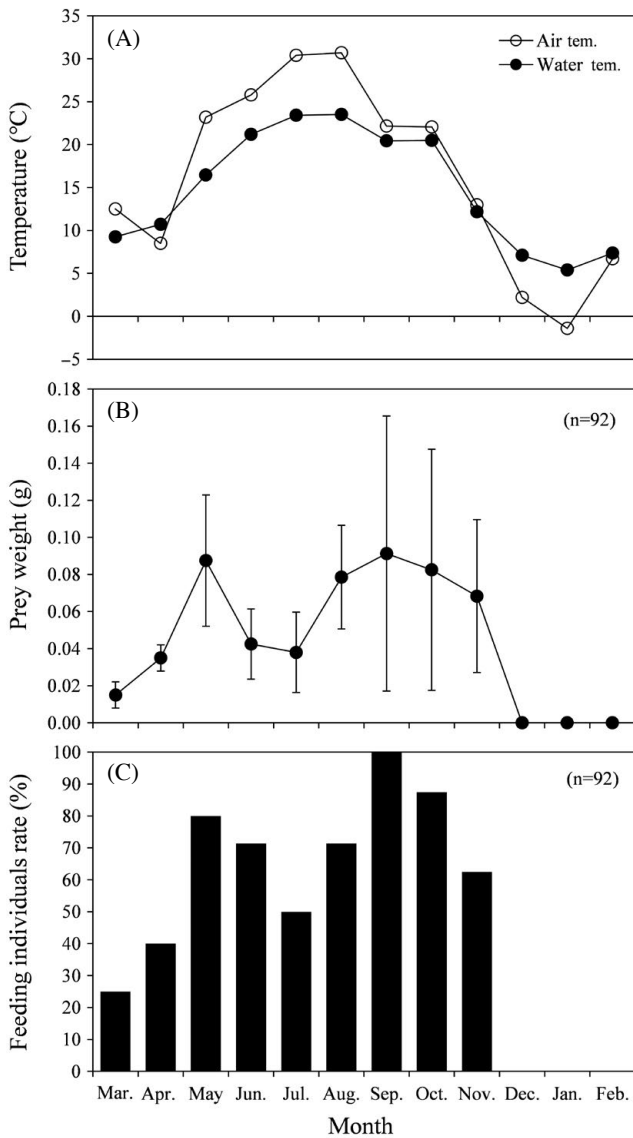 (A)
Air tem.
Water tem.
Temperature (°C)
35
30
25
20
15
10
5
0
−5
(B)
(n=92)
Prey weight (g)
0.18
0.16
0.14
0.12
0.10
0.08
0.06
0.04
0.02
0.00
(C)
(n=92)
Feeding individuals rate (%)
100
90
80
70
60
50
40
30
20
10
0
Mar. Apr. May Jun. Jul. Aug. Sep. Oct. Nov. Dec. Jan. Feb.
Month